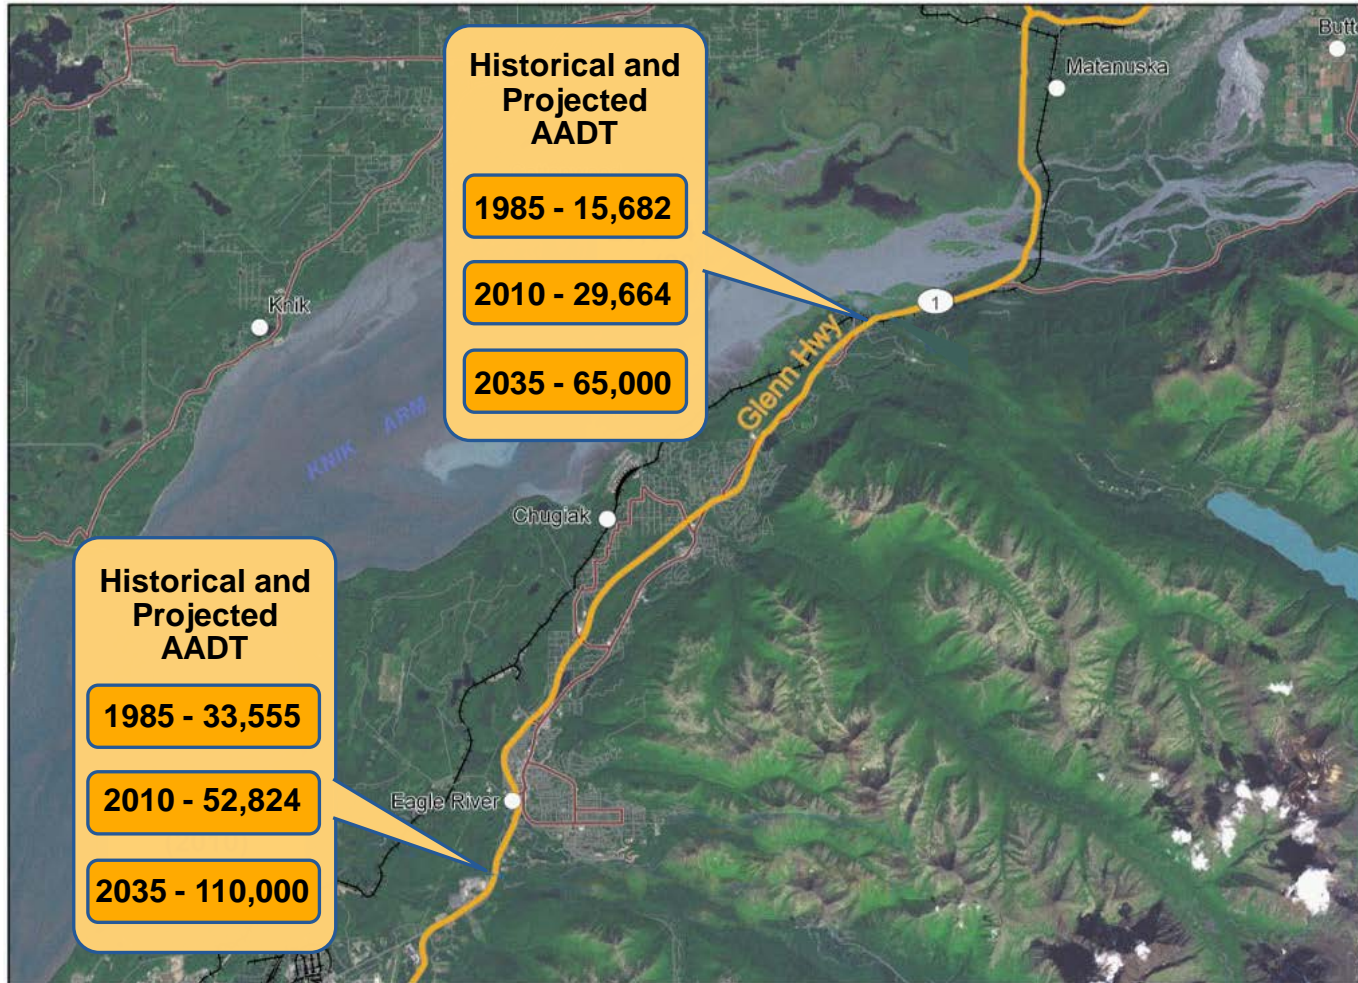 Butte
Matanuska
Historical and
Projected
AADT
1985 - 15,682
2010 - 29,664
2035 - 65,000
1
Knik
Glenn Hwy
KNIK ARM
Chugiak
Historical and
Projected
AADT
1985 - 33,555
2010 - 52,824
2035 - 110,000
Eagle River